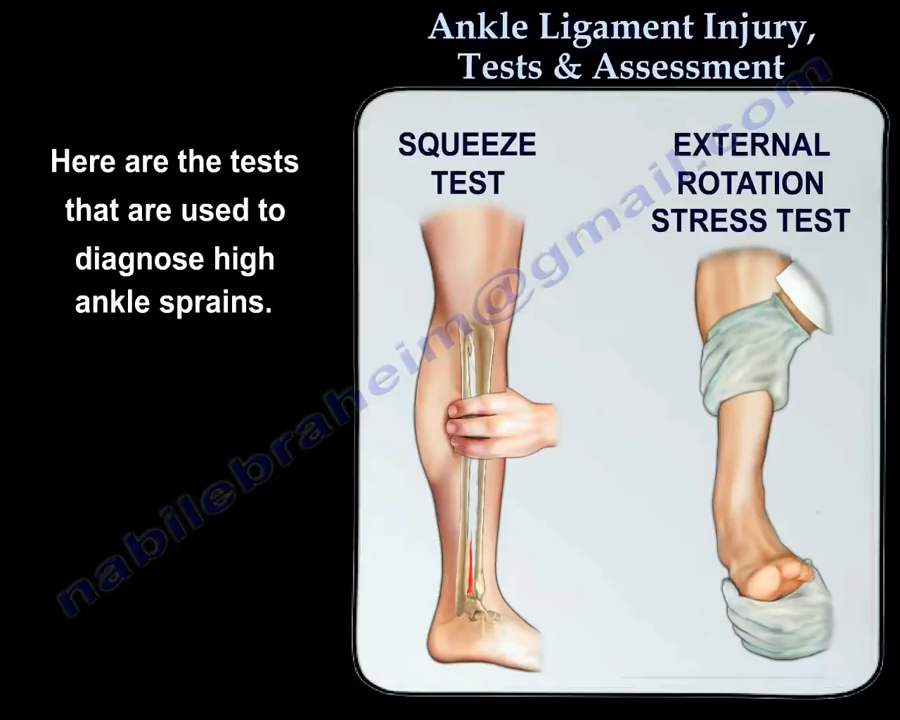 Ankle Ligament Injury,
Tests & Assessment
Here are the tests
that are used to
diagnose high
ankle sprains.
SQUEEZE
TEST
EXTERNAL
ROTATION
STRESS TEST
nabilebraheim@gmail.com